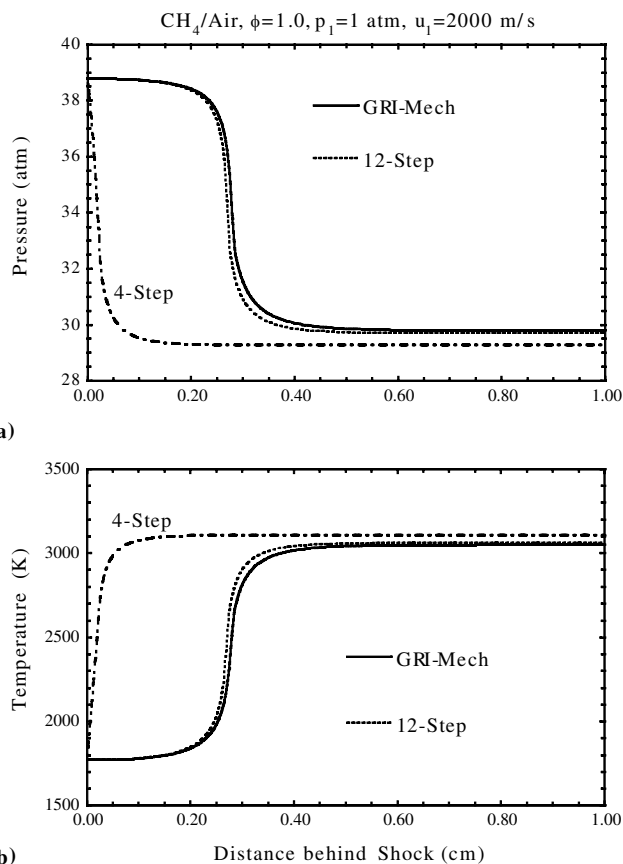 CH4/Air, ϕ=1.0, p1=1 atm, u1=2000 m/s
40
38
36
34
32
30
28
Pressure (atm)
GRI-Mech
12-Step
4-Step
0.00 0.20 0.40 0.60 0.80 1.00
a)
3500
3000
2500
2000
1500
Temperature (K)
4-Step
GRI-Mech
12-Step
0.00 0.20 0.40 0.60 0.80 1.00
b)
Distance behind Shock (cm)